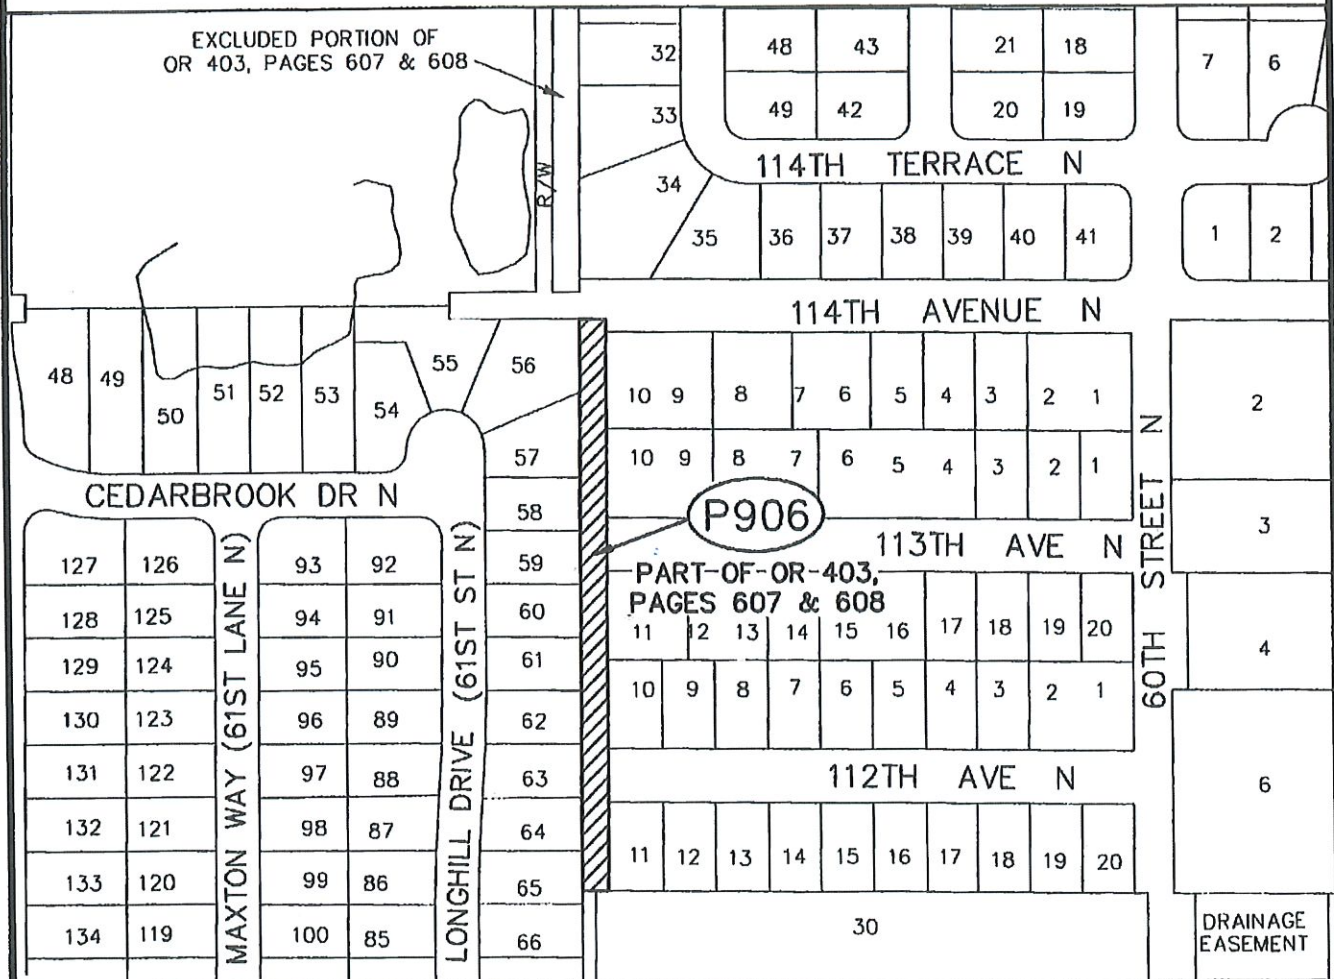 EXCLUDED PORTION OF
OR 403, PAGES 607 & 608
R/W
32
33
34
35
48 43
49 42
21 18
20 19
7 6
114TH TERRACE N
36 37 38 39 40 41
1 2
114TH AVENUE N
48 49 50 51 52 53 54 55 56
57
58
59
60
61
62
63
64
65
66
10 9 8 7 6 5 4 3 2 1
10 9 8 7 6 5 4 3 2 1
P906
113TH AVE N
PART-OF-OR-403,
PAGES 607 & 608
11 12 13 14 15 16 17 18 19 20
10 9 8 7 6 5 4 3 2 1
112TH AVE N
11 12 13 14 15 16 17 18 19 20
30
60TH STREET N
2
3
4
6
DRAINAGE
EASEMENT
CEDARBROOK DR N
127 126
128 125
129 124
130 123
131 122
132 121
133 120
134 119
MAXTON WAY (61ST LANE N)
93 92
94 91
95 90
96 89
97 88
98 87
99 86
100 85
LONGHILL DRIVE (61ST ST N)